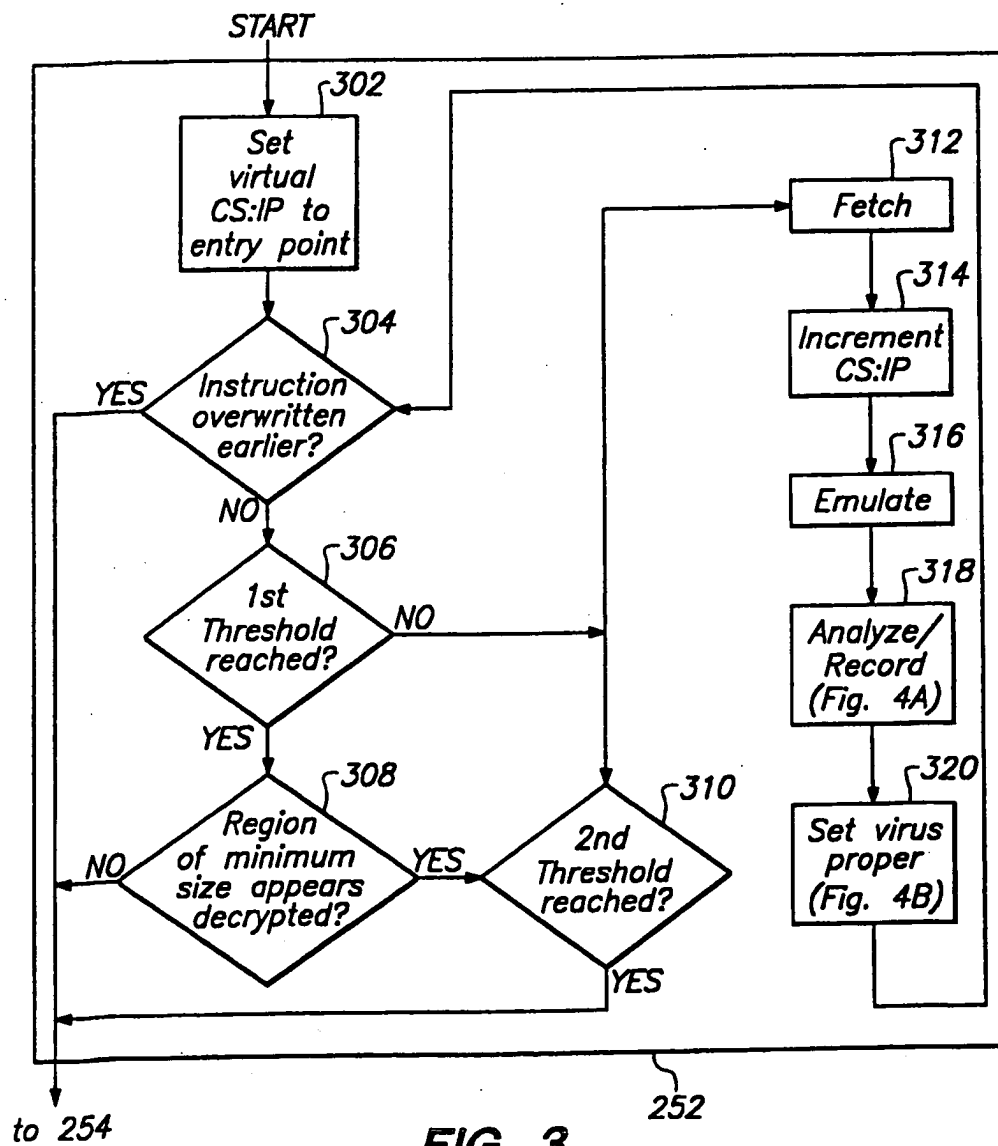 START
302
Set
virtual
CS:IP to
entry point
304
YES
Instruction
overwritten
earlier?
NO
306
1st
Threshold
reached?
NO
YES
308
NO
Region
of minimum
size appears
decrypted?
YES
310
2nd
Threshold
reached?
YES
312
Fetch
314
Increment
CS:IP
316
Emulate
318
Analyze/
Record
(Fig. 4A)
320
Set virus
proper
(Fig. 4B)
to 254
252
FIG. 3